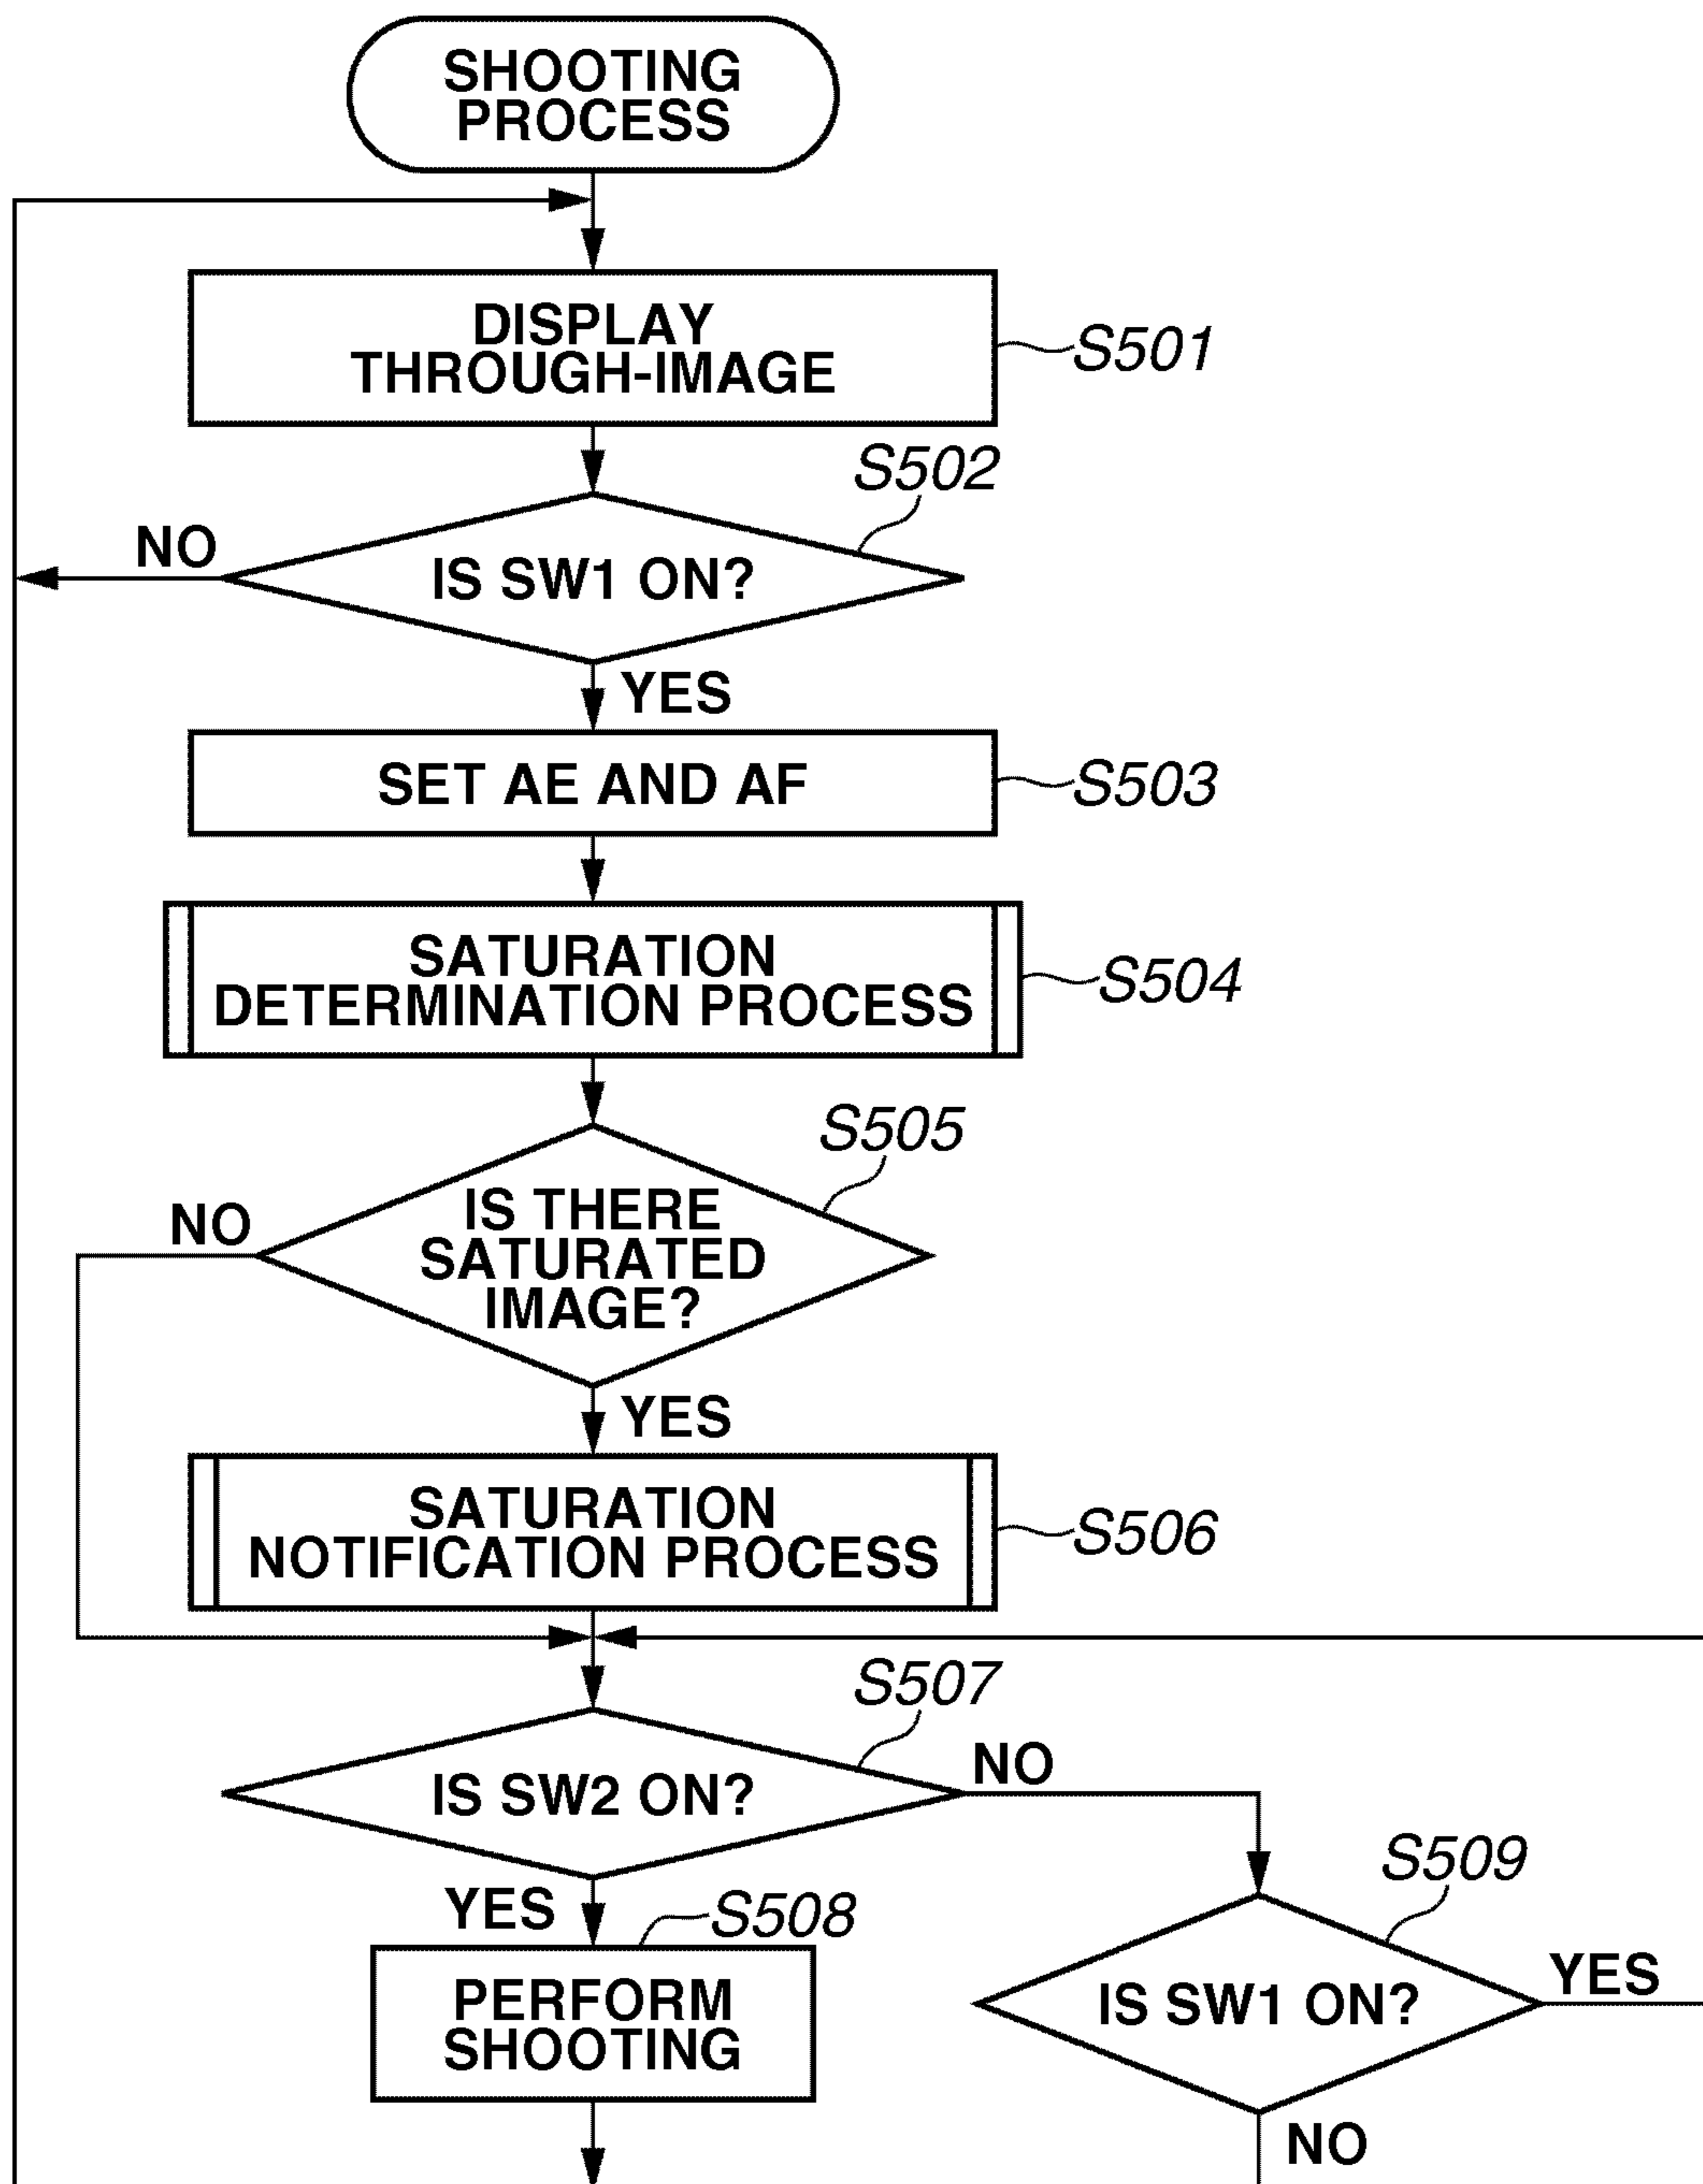 SHOOTING
PROCESS
DISPLAY
THROUGH-IMAGE
S501
S502
NO
IS SW1 ON?
YES
SET AE AND AF
S503
SATURATION
DETERMINATION PROCESS
S504
S505
NO
IS THERE
SATURATED
IMAGE?
YES
SATURATION
NOTIFICATION PROCESS
S506
S507
NO
IS SW2 ON?
S509
YES
S508
YES
IS SW1 ON?
PERFORM
SHOOTING
NO